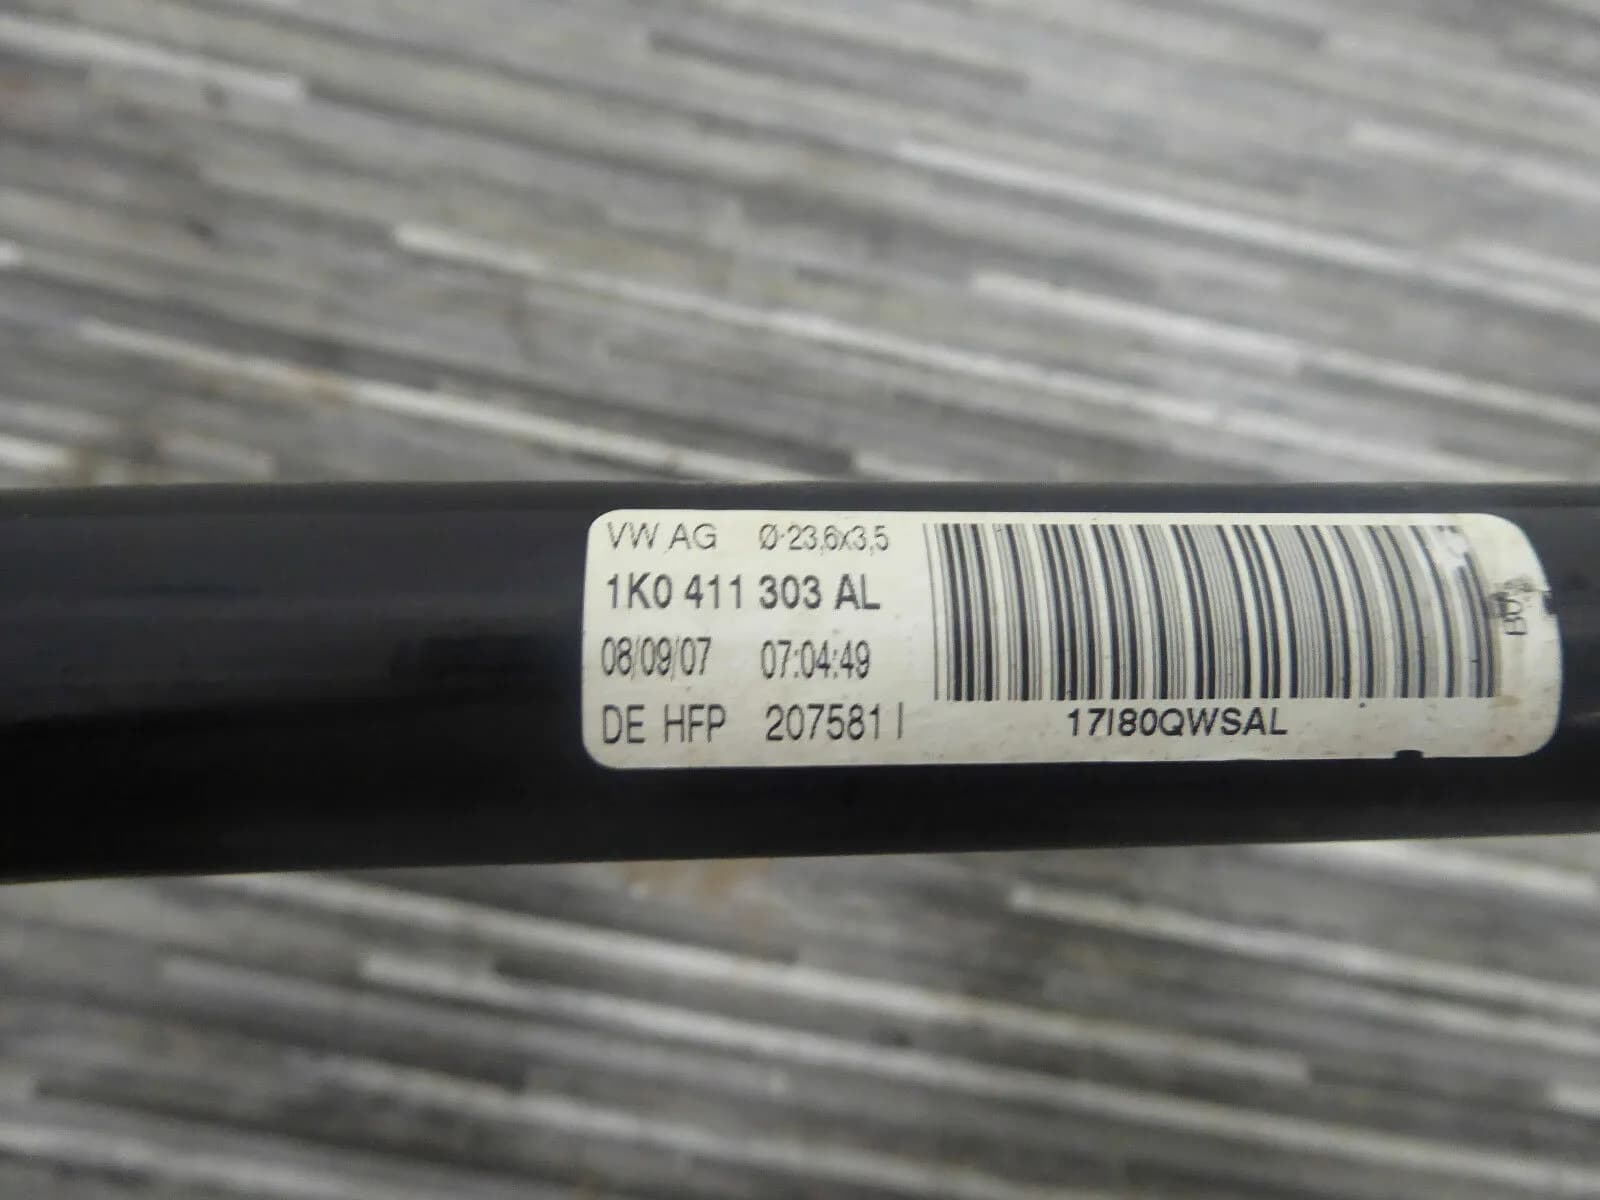 VW AG Ø 23,6x3,5
1K0 411 303 AL
08/09/07 07:04:49
DE HFP 207581 I
17I80QWSAL